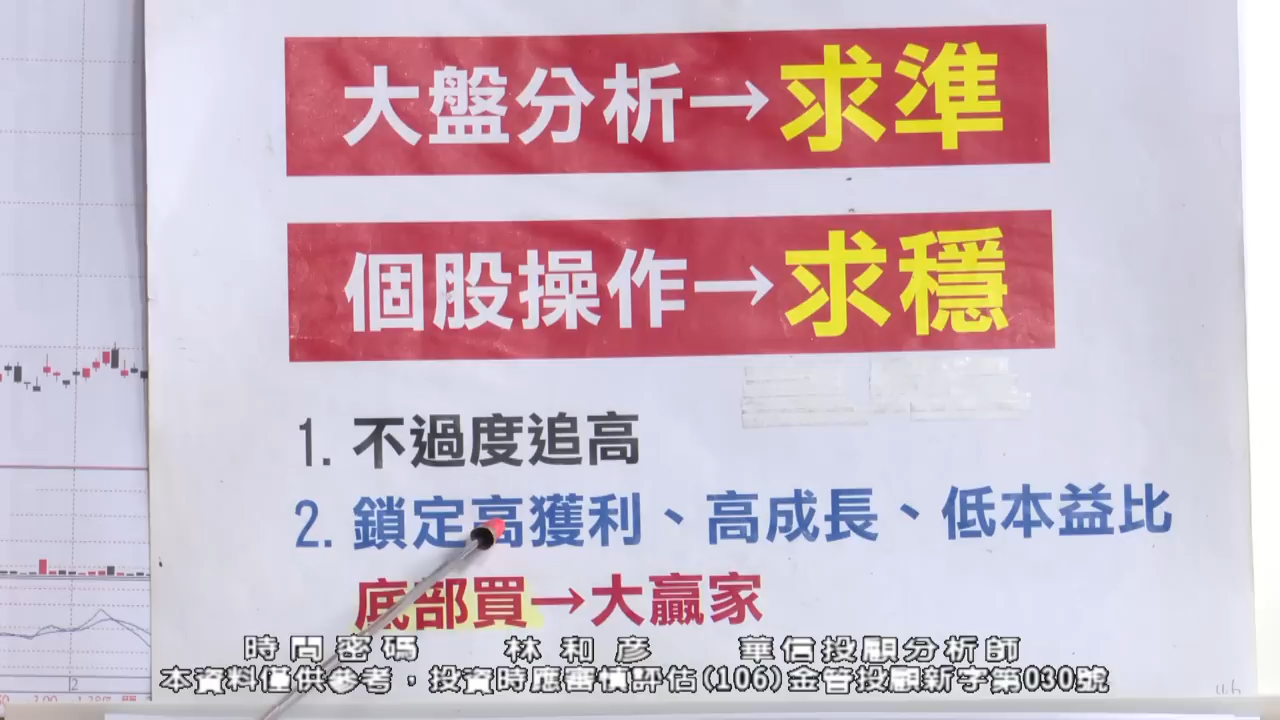 大盤分析→求準
個股操作→求穩
1. 不過度追高
2. 鎖定高獲利、高成長、低本益比
底部買→大贏家
時間密碼 林和彥 華信投顧分析師
本資料僅供參考，投資時應審慎評估(106)金管投顧新字第030號